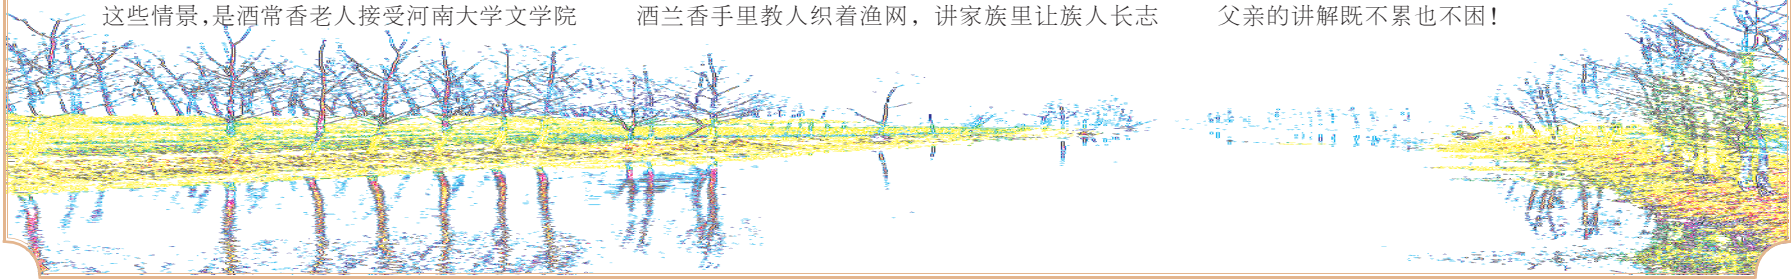 这些情景,是洒常香老人接受河南大学文学院
洒兰香手里教人织着渔网，讲家族里让族人长志
父亲的讲解既不累也不困！